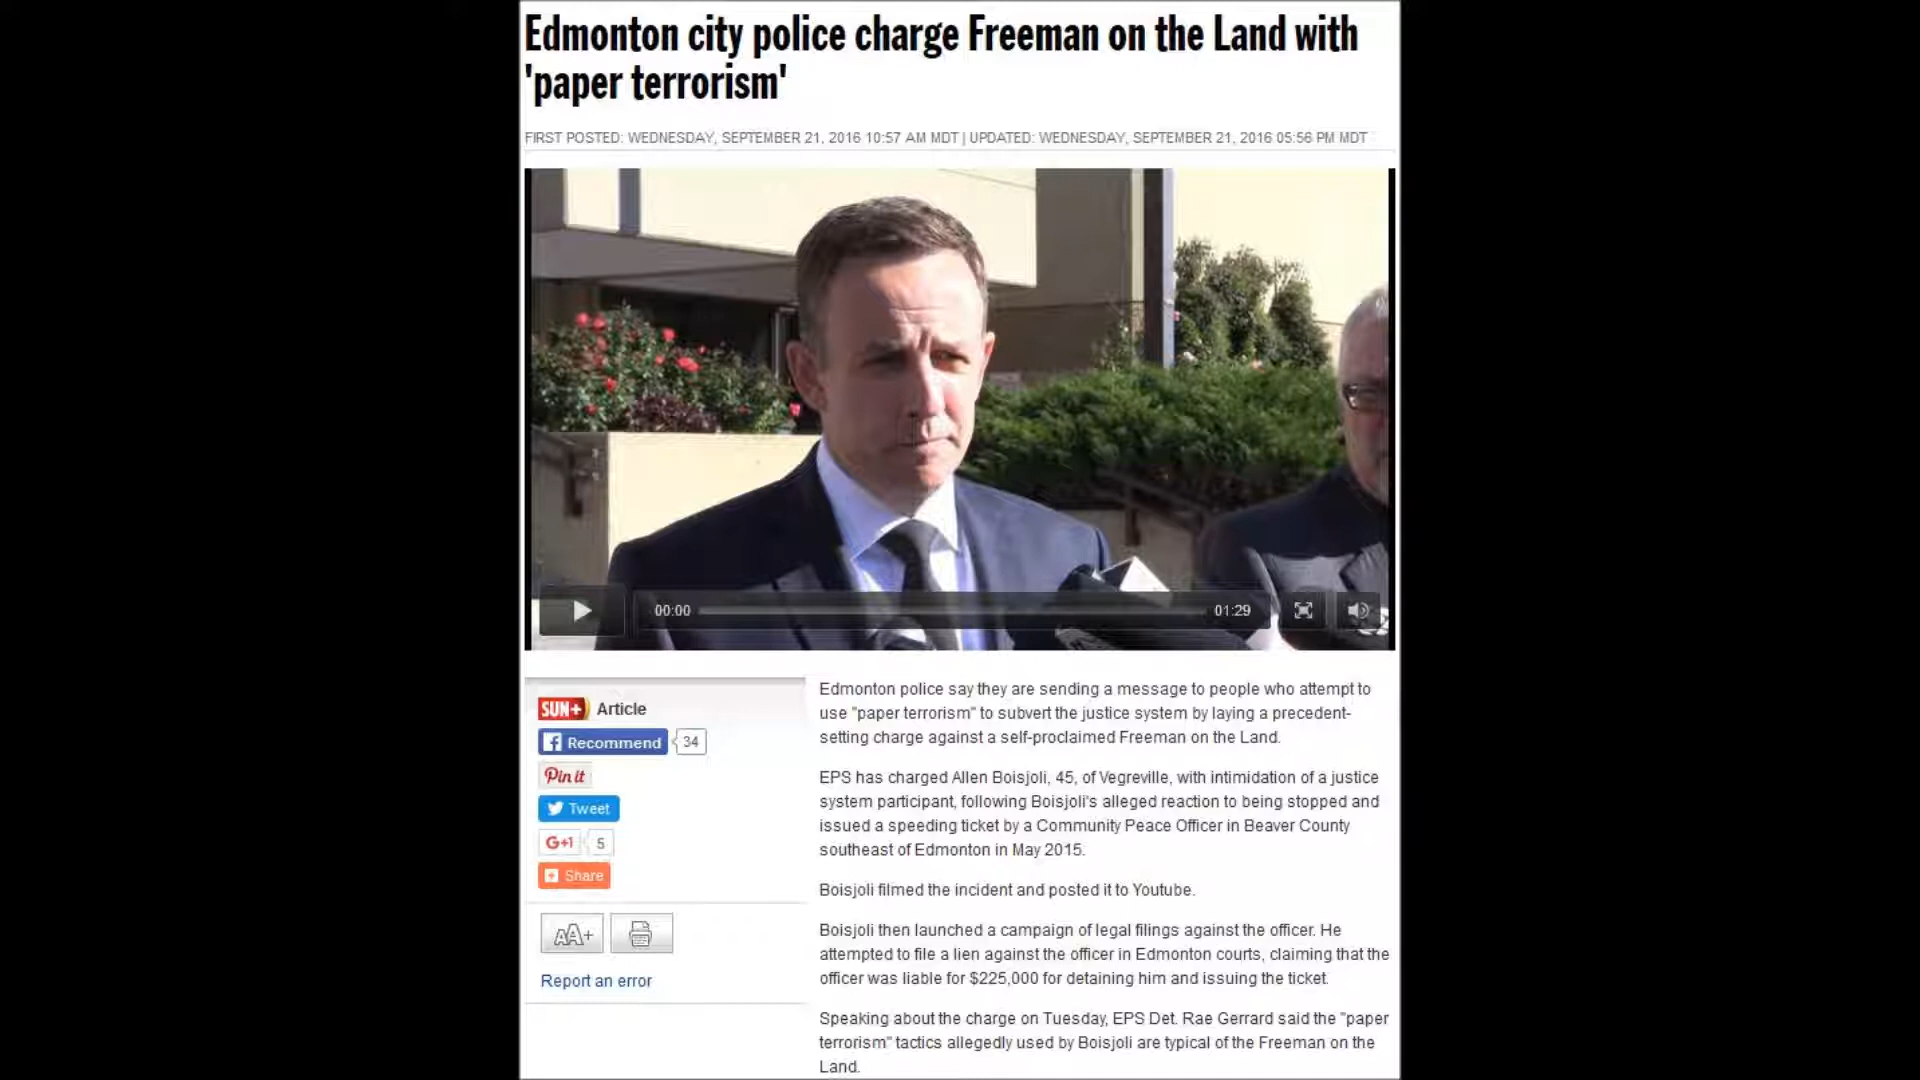 Edmonton city police charge Freeman on the Land with
'paper terrorism'
FIRST POSTED: WEDNESDAY, SEPTEMBER 21, 2016 10:57 AM MDT | UPDATED: WEDNESDAY, SEPTEMBER 21, 2016 05:56 PM MDT
00:00
01:29
SUN+ Article
Recommend 34
Pin it
Tweet
G+1 5
Share
AA+
Report an error
Edmonton police say they are sending a message to people who attempt to
use "paper terrorism" to subvert the justice system by laying a precedent-
setting charge against a self-proclaimed Freeman on the Land.
EPS has charged Allen Boisjoli, 45, of Vegreville, with intimidation of a justice
system participant, following Boisjoli's alleged reaction to being stopped and
issued a speeding ticket by a Community Peace Officer in Beaver County
southeast of Edmonton in May 2015.
Boisjoli filmed the incident and posted it to Youtube.
Boisjoli then launched a campaign of legal filings against the officer. He
attempted to file a lien against the officer in Edmonton courts, claiming that the
officer was liable for $225,000 for detaining him and issuing the ticket.
Speaking about the charge on Tuesday, EPS Det. Rae Gerrard said the "paper
terrorism" tactics allegedly used by Boisjoli are typical of the Freeman on the
Land.